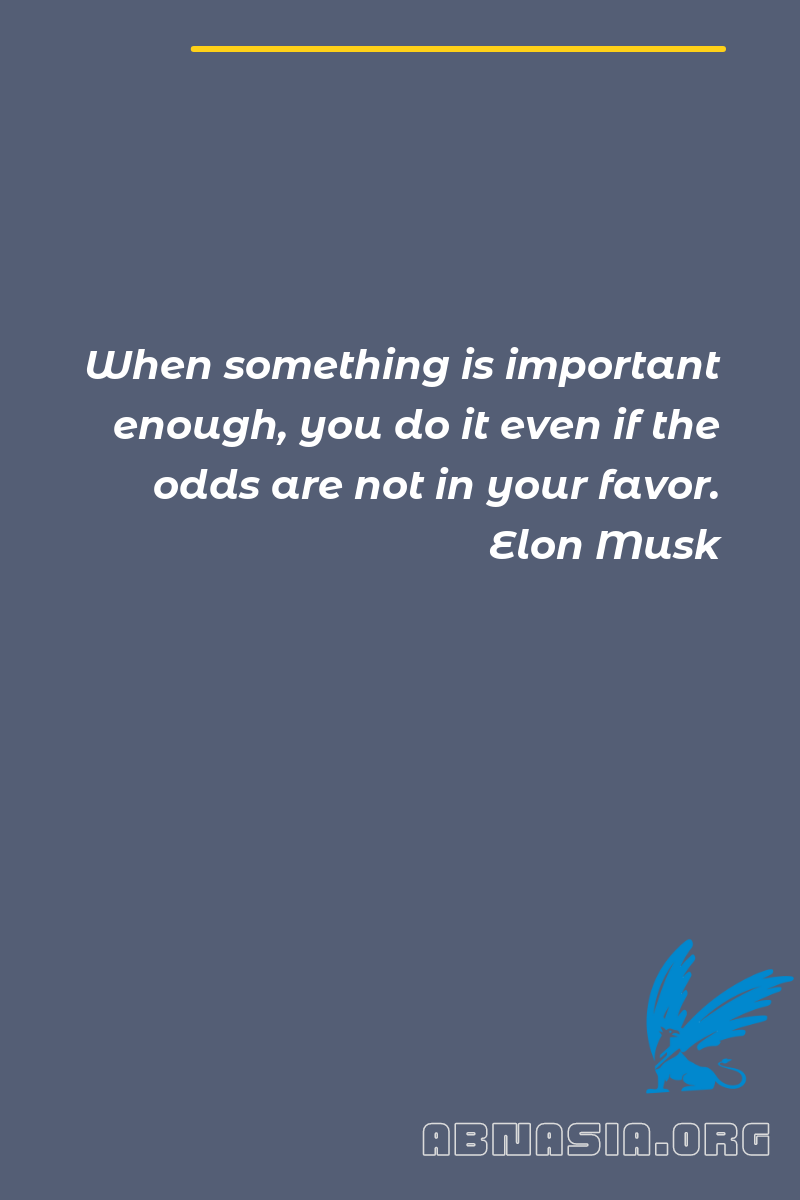 When something is important
enough, you do it even if the
odds are not in your favor.
Elon Musk
ABNASIA.ORG